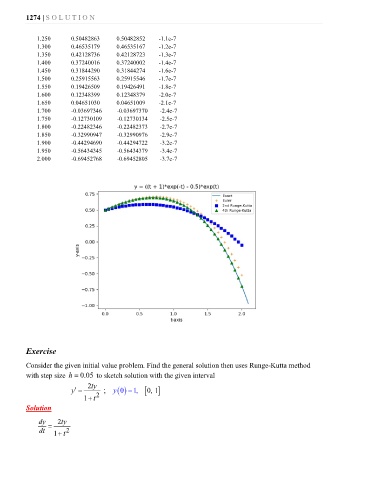 1274 | S O L U T I O N
1.250 0.50482863 0.50482852 -1.1e-7
1.300 0.46535179 0.46535167 -1.2e-7
1.350 0.42128736 0.42128723 -1.3e-7
1.400 0.37240016 0.37240002 -1.4e-7
1.450 0.31844290 0.31844274 -1.6e-7
1.500 0.25915563 0.25915546 -1.7e-7
1.550 0.19426509 0.19426491 -1.8e-7
1.600 0.12348399 0.12348379 -2.0e-7
1.650 0.04651030 0.04651009 -2.1e-7
1.700 -0.03697346 -0.03697370 -2.4e-7
1.750 -0.12730109 -0.12730134 -2.5e-7
1.800 -0.22482346 -0.22482373 -2.7e-7
1.850 -0.32990947 -0.32990976 -2.9e-7
1.900 -0.44294690 -0.44294722 -3.2e-7
1.950 -0.56434345 -0.56434379 -3.4e-7
2.000 -0.69452768 -0.69452805 -3.7e-7
y = ((t + 1)*exp(-t) - 0.5)*exp(t)
Exact
Euler
2nd Runge-Kutta
4th Runge-Kutta
0.75
0.50
0.25
0.00
−0.25
−0.50
−0.75
−1.00
y-axis
0.0 0.5 1.0 1.5 2.0
t-axis
Exercise
Consider the given initial value problem. Find the general solution then uses Runge-Kutta method
with step size h = 0.05 to sketch solution with the given interval
y′ = 2ty / (1+t²) ; y(0) = 1, [0, 1]
Solution
dy/dt = 2ty / (1+t²)